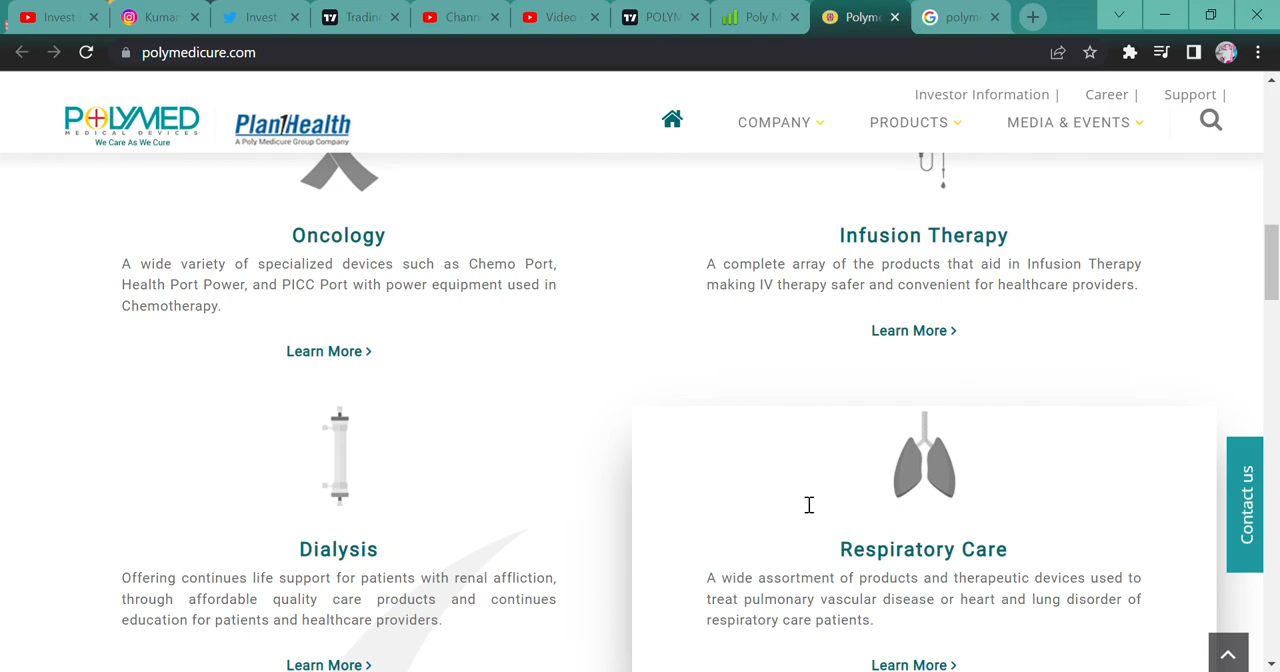 Invest
Kumar
Invest
Trading
Chann
Video
POLYM
Poly M
Polyme
polym
polymedicure.com
Investor Information |
Career |
Support |
POLYMED
MEDICAL DEVICES
We Care As We Cure
Plan1Health
A Poly Medicure Group Company
COMPANY
PRODUCTS
MEDIA & EVENTS
Oncology
A wide variety of specialized devices such as Chemo Port,
Health Port Power, and PICC Port with power equipment used in
Chemotherapy.
Learn More >
Infusion Therapy
A complete array of the products that aid in Infusion Therapy
making IV therapy safer and convenient for healthcare providers.
Learn More >
Dialysis
Offering continues life support for patients with renal affliction,
through affordable quality care products and continues
education for patients and healthcare providers.
Learn More >
Respiratory Care
A wide assortment of products and therapeutic devices used to
treat pulmonary vascular disease or heart and lung disorder of
respiratory care patients.
Learn More >
Contact us